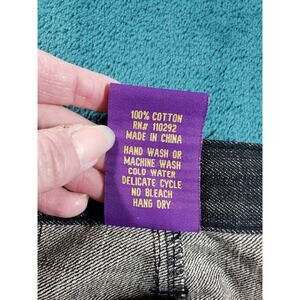 100% COTTON
RN# 110292
MADE IN CHINA
HAND WASH OR
MACHINE WASH
COLD WATER
DELICATE CYCLE
NO BLEACH
HANG DRY